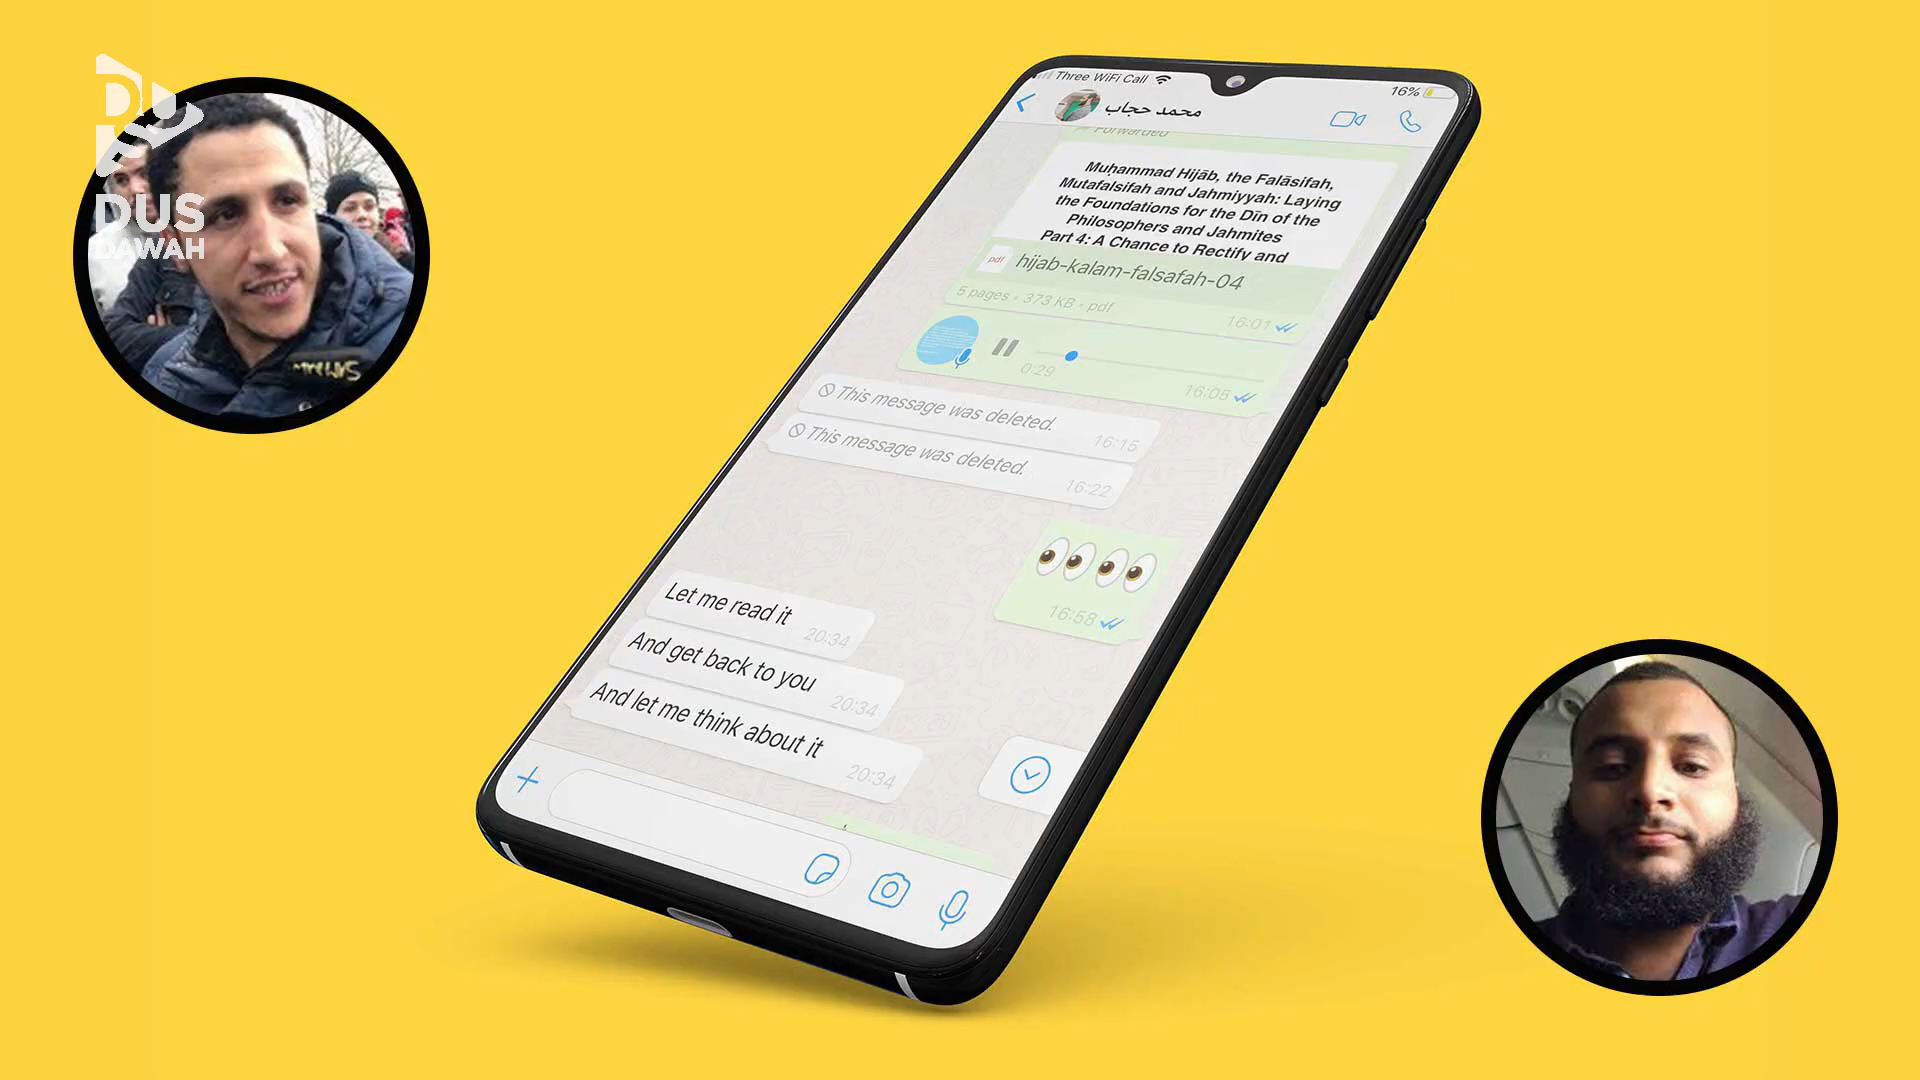 DUS
DAWAH
Three WiFi Call
16%
محمد حجاب
Forwarded
Muḥammad Hijāb, the Falāsifah,
Mutafalsifah and Jahmiyyah: Laying
the Foundations for the Dīn of the
Philosophers and Jahmites
Part 4: A Chance to Rectify and
pdf
hijab-kalam-falsafah-04
5 pages • 373 KB • pdf
16:01
0:29
16:05
This message was deleted.
16:15
This message was deleted.
16:22
16:58
Let me read it
20:34
And get back to you
20:34
And let me think about it
20:34